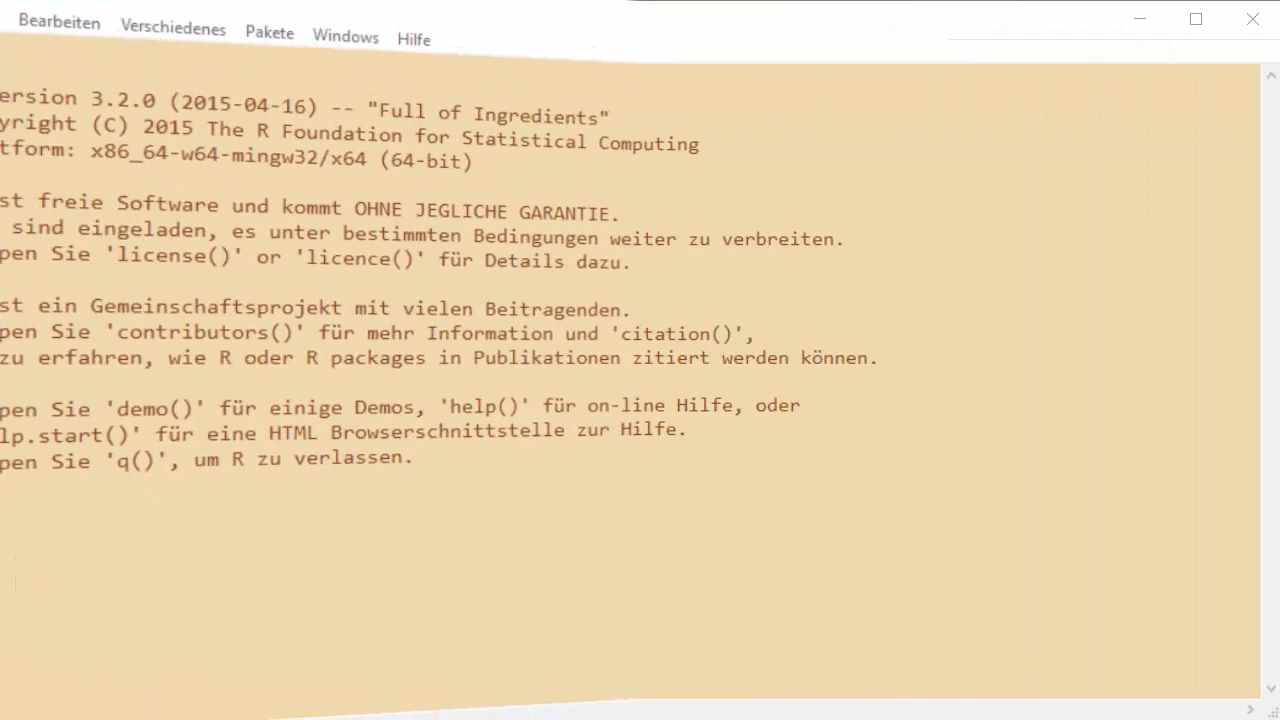 Bearbeiten Verschiedenes Pakete Windows Hilfe
ersion 3.2.0 (2015-04-16) -- "Full of Ingredients"
yright (C) 2015 The R Foundation for Statistical Computing
tform: x86_64-w64-mingw32/x64 (64-bit)
st freie Software und kommt OHNE JEGLICHE GARANTIE.
sind eingeladen, es unter bestimmten Bedingungen weiter zu verbreiten.
pen Sie 'license()' or 'licence()' für Details dazu.
st ein Gemeinschaftsprojekt mit vielen Beitragenden.
pen Sie 'contributors()' für mehr Information und 'citation()',
zu erfahren, wie R oder R packages in Publikationen zitiert werden können.
pen Sie 'demo()' für einige Demos, 'help()' für on-line Hilfe, oder
lp.start()' für eine HTML Browserschnittstelle zur Hilfe.
pen Sie 'q()', um R zu verlassen.